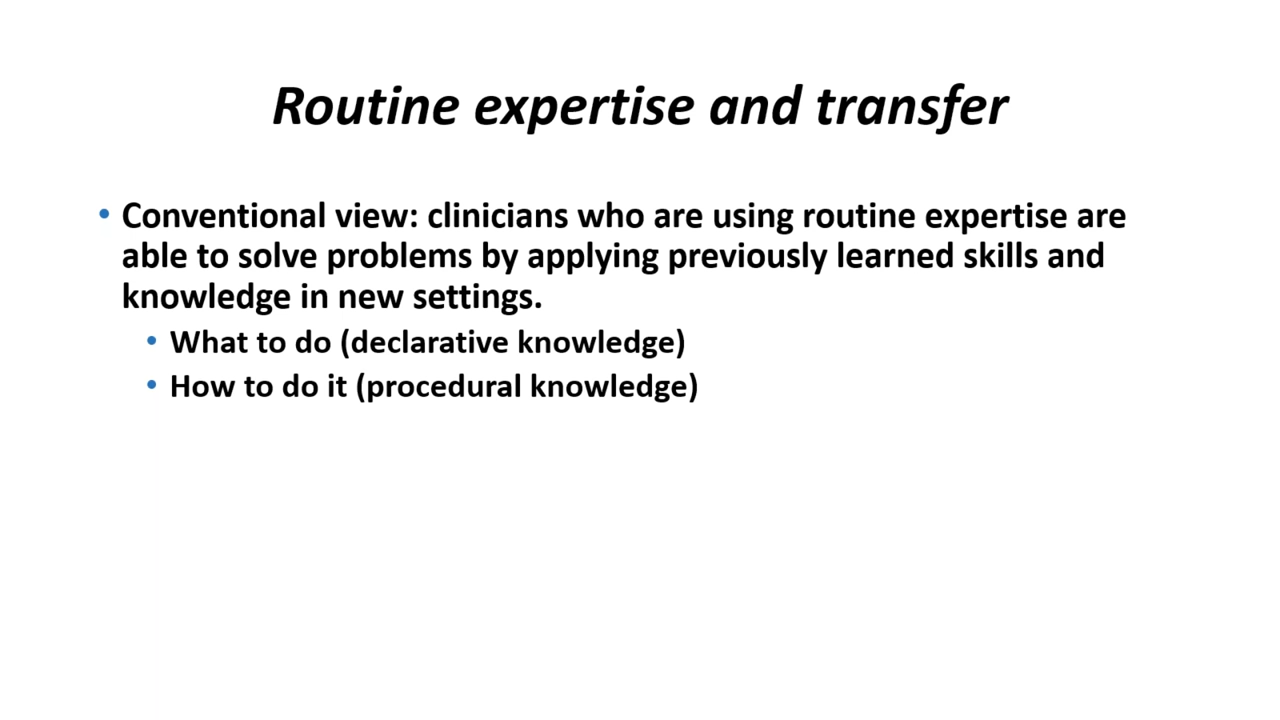 Routine expertise and transfer
• Conventional view: clinicians who are using routine expertise are
able to solve problems by applying previously learned skills and
knowledge in new settings.
• What to do (declarative knowledge)
• How to do it (procedural knowledge)